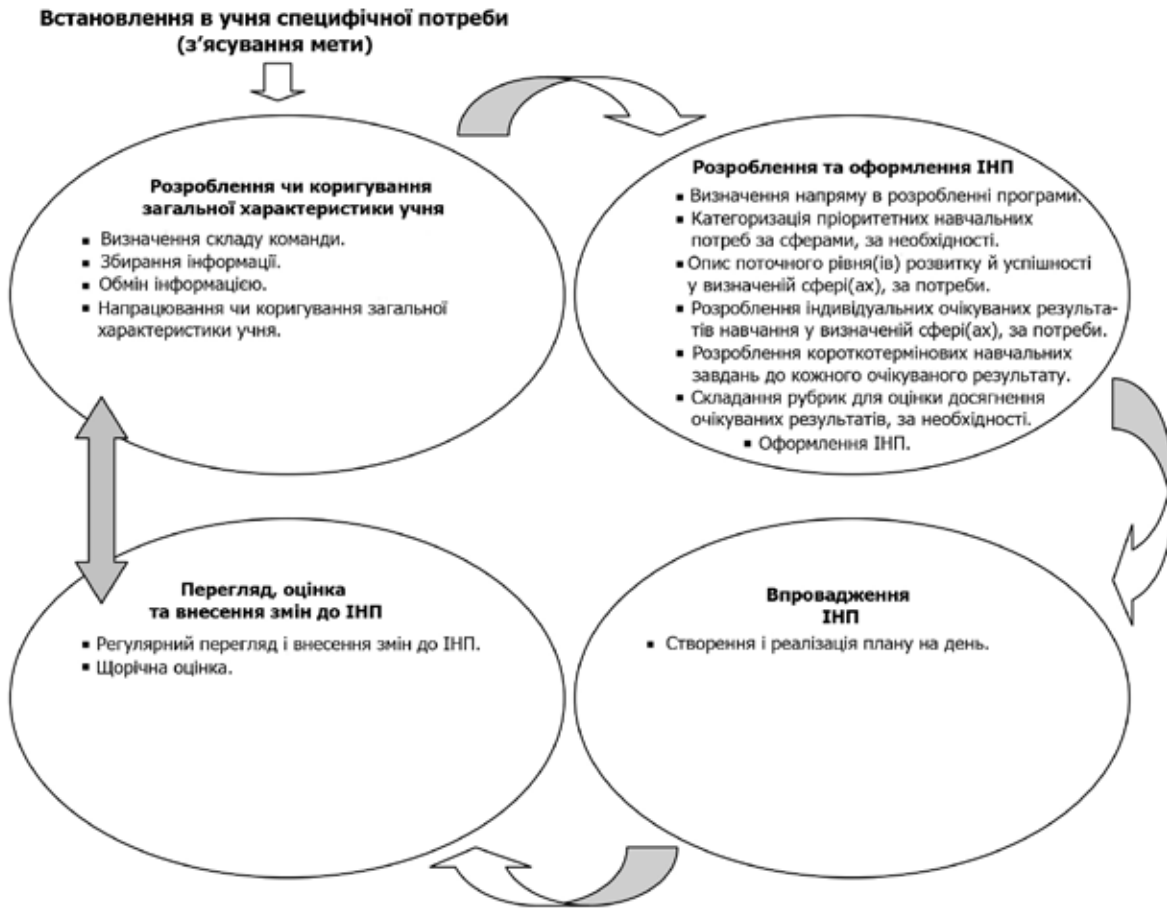 Встановлення в учня специфічної потреби
(з’ясування мети)
Розроблення чи коригування
загальної характеристики учня
▪ Визначення складу команди.
▪ Збирання інформації.
▪ Обмін інформацією.
▪ Напрацювання чи коригування загальної
характеристики учня.
Розроблення та оформлення ІНП
▪ Визначення напряму в розробленні програми.
▪ Категоризація пріоритетних навчальних
потреб за сферами, за необхідності.
▪ Опис поточного рівня(ів) розвитку й успішності
у визначеній сфері(ах), за потреби.
▪ Розроблення індивідуальних очікуваних результа-
тів навчання у визначеній сфері(ах), за потреби.
▪ Розроблення короткотермінових навчальних
завдань до кожного очікуваного результату.
▪ Складання рубрик для оцінки досягнення
очікуваних результатів, за необхідності.
▪ Оформлення ІНП.
Перегляд, оцінка
та внесення змін до ІНП
▪ Регулярний перегляд і внесення змін до ІНП.
▪ Щорічна оцінка.
Впровадження
ІНП
▪ Створення і реалізація плану на день.